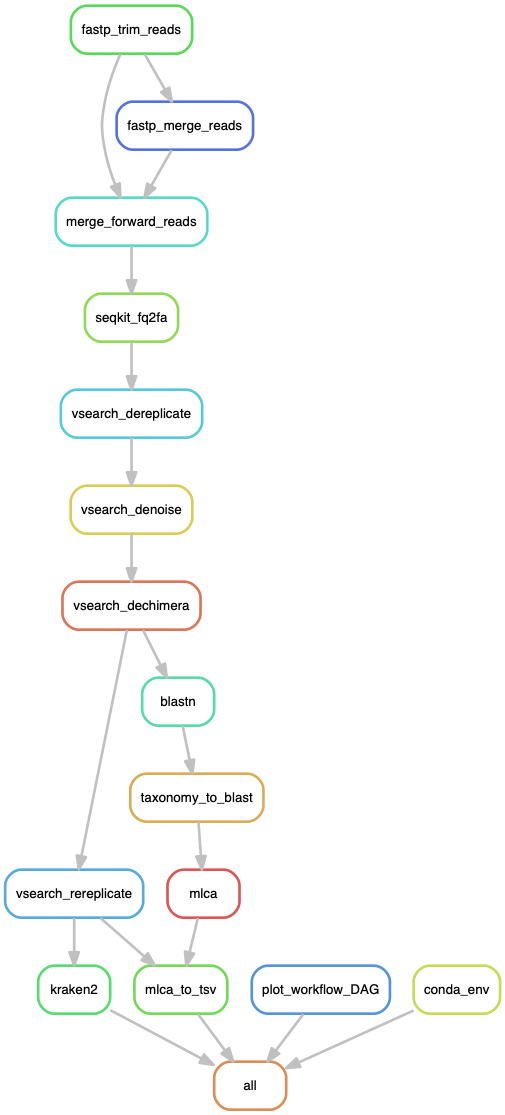 fastp_trim_reads
fastp_merge_reads
merge_forward_reads
seqkit_fq2fa
vsearch_dereplicate
vsearch_denoise
vsearch_dechimera
blastn
taxonomy_to_blast
vsearch_rereplicate
mlca
kraken2
mlca_to_tsv
plot_workflow_DAG
conda_env
all